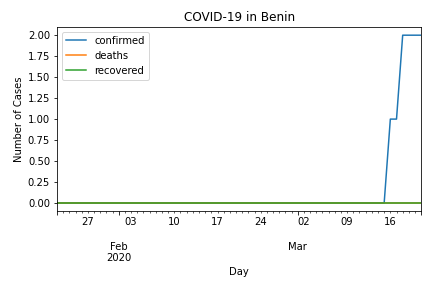 COVID-19 in Benin
confirmed
deaths
recovered
Number of Cases
2.00
1.75
1.50
1.25
1.00
0.75
0.50
0.25
0.00
27 03 10 17 24 02 09 16
Feb Mar
2020
Day